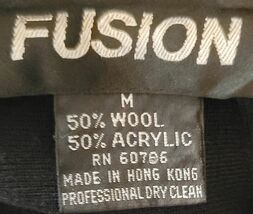 FUSION
M
50% WOOL
50% ACRYLIC
RN 60786
MADE IN HONG KONG
PROFESSIONAL DRY CLEAN